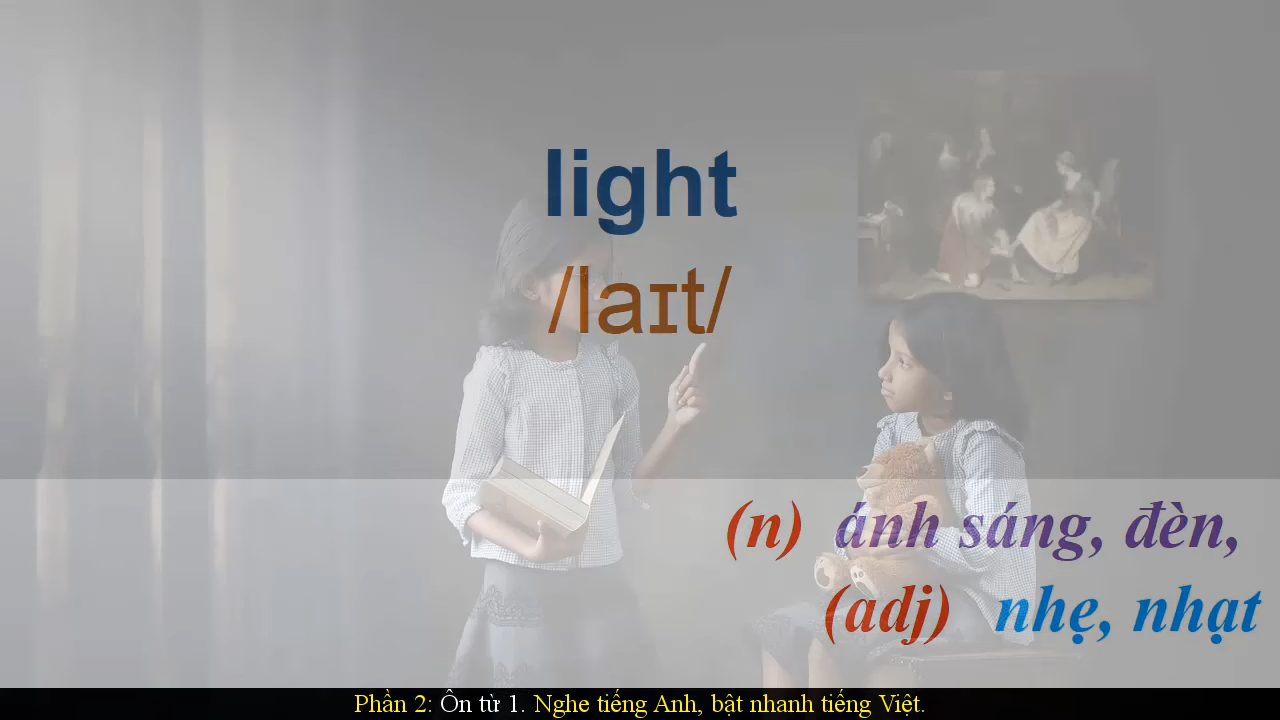 light
/laɪt/
(n) ánh sáng, đèn,
(adj) nhẹ, nhạt
Phần 2: Ôn từ 1. Nghe tiếng Anh, bật nhanh tiếng Việt.